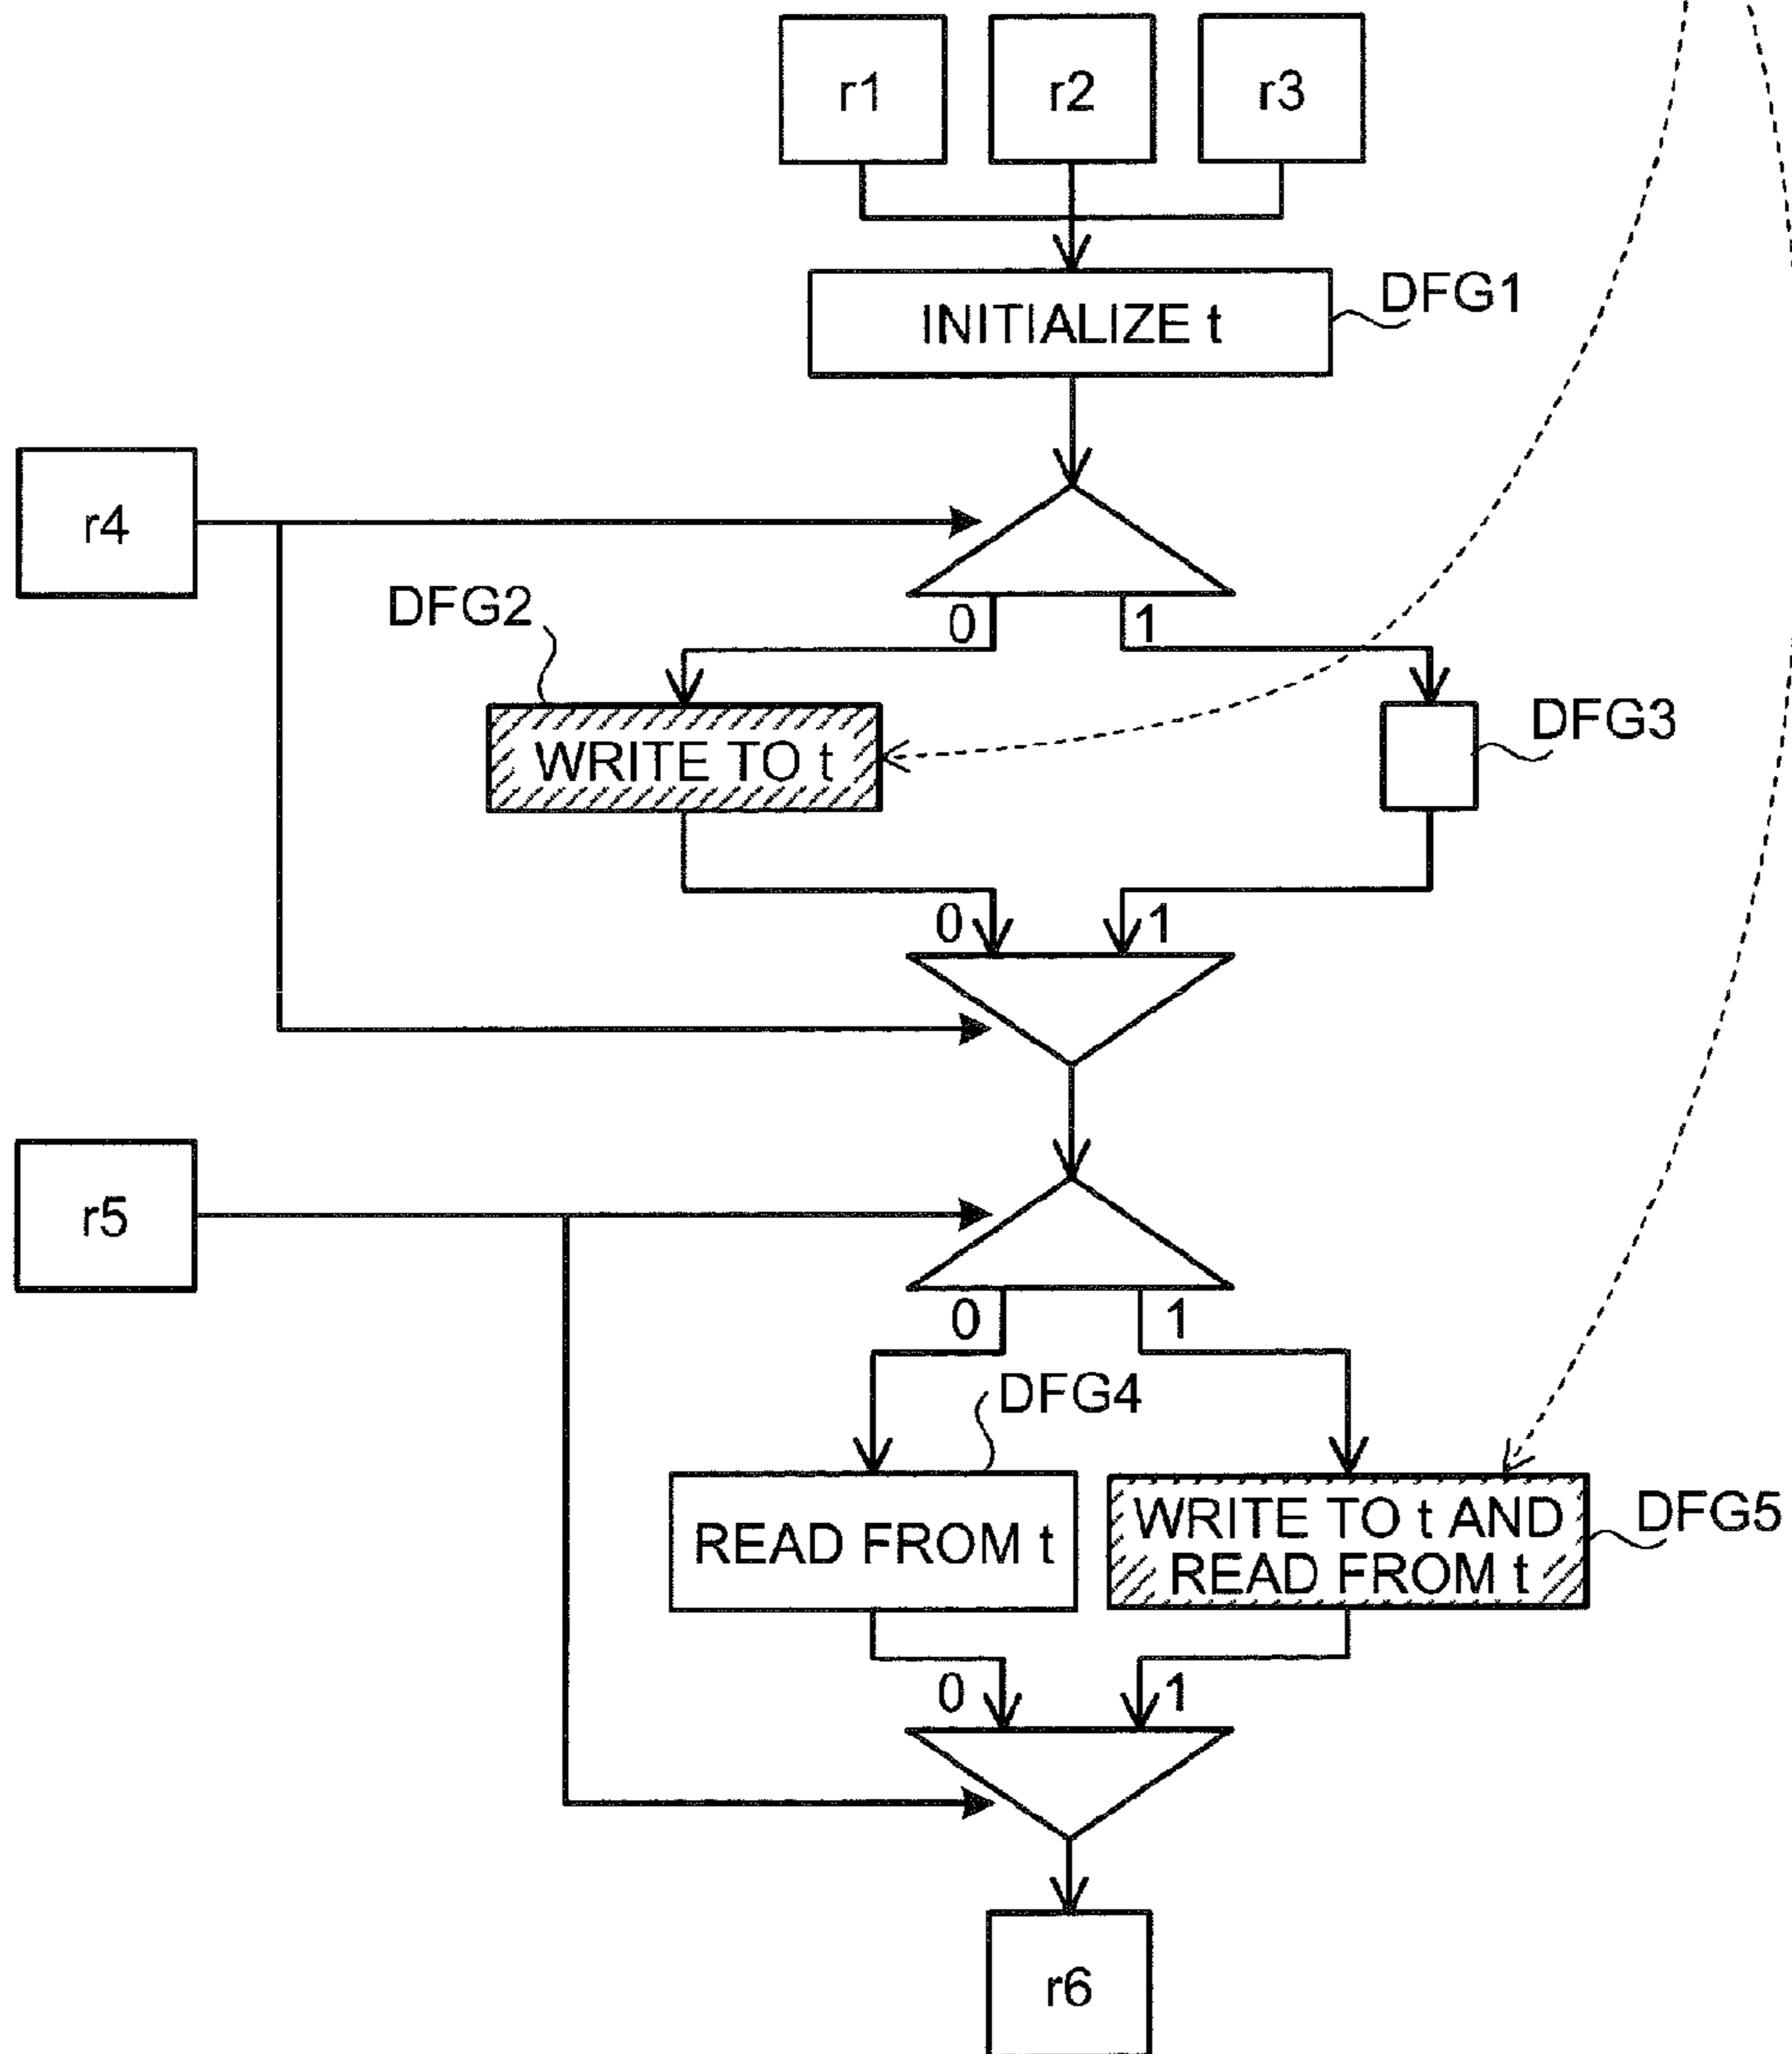 r1
r2
r3
INITIALIZE t
DFG1
r4
DFG2
0
1
WRITE TO t
DFG3
0
1
r5
0
1
DFG4
READ FROM t
WRITE TO t AND
READ FROM t
DFG5
0
1
r6